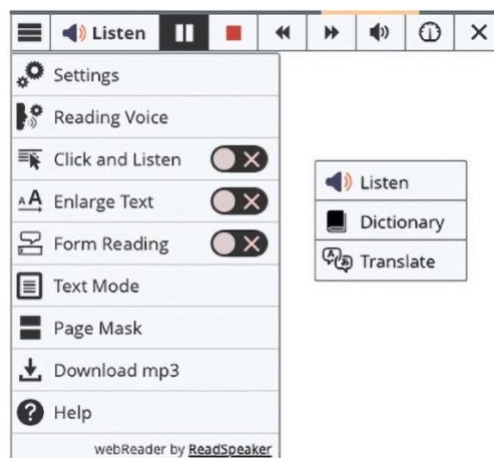 Listen
Settings
Reading Voice
Click and Listen
Enlarge Text
Form Reading
Text Mode
Page Mask
Download mp3
Help
webReader by ReadSpeaker
Listen
Dictionary
Translate